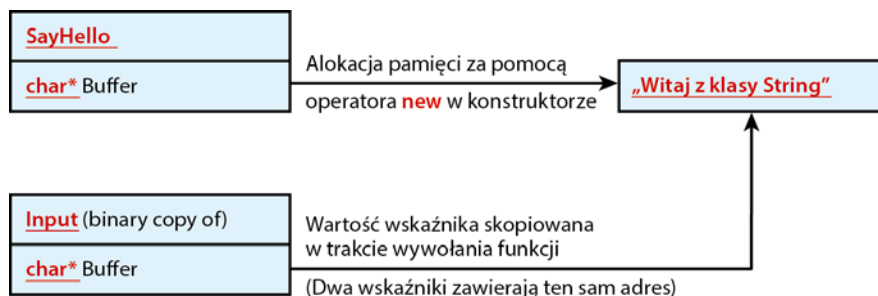 SayHello
char* Buffer
Alokacja pamięci za pomocą
operatora new w konstruktorze
„Witaj z klasy String”
Input (binary copy of)
char* Buffer
Wartość wskaźnika skopiowana
w trakcie wywołania funkcji
(Dwa wskaźniki zawierają ten sam adres)